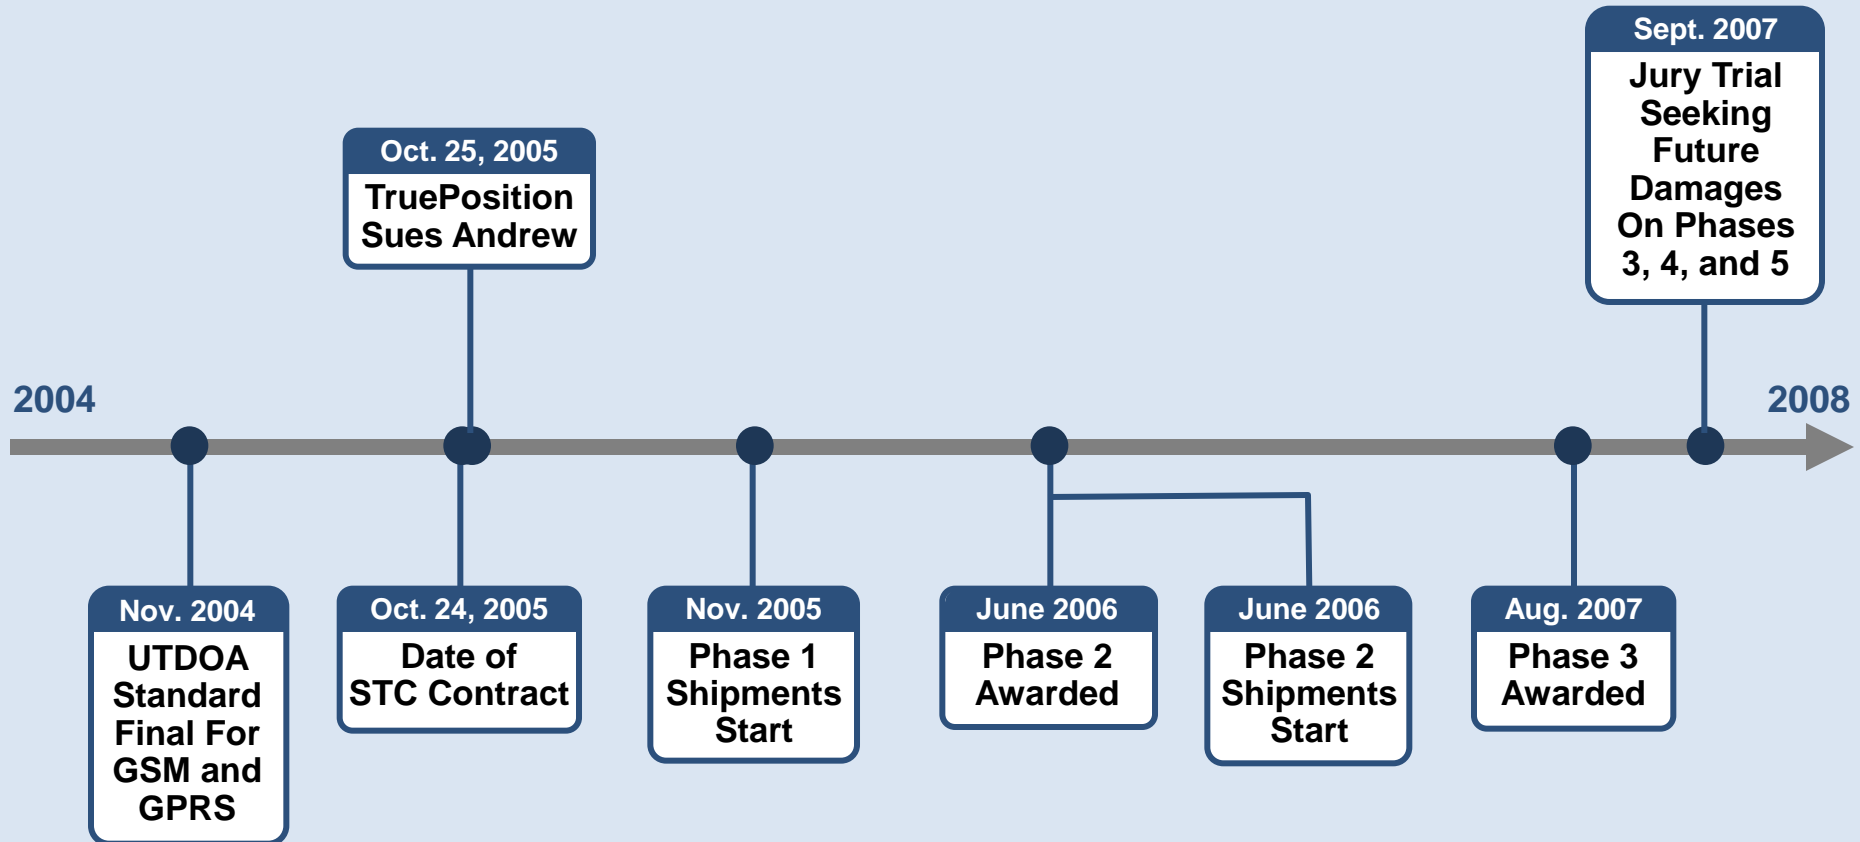 Sept. 2007
Jury Trial
Seeking
Future
Damages
On Phases
3, 4, and 5
Oct. 25, 2005
TruePosition
Sues Andrew
2004
2008
Nov. 2004
UTDOA
Standard
Final For
GSM and
GPRS
Oct. 24, 2005
Date of
STC Contract
Nov. 2005
Phase 1
Shipments
Start
June 2006
Phase 2
Awarded
June 2006
Phase 2
Shipments
Start
Aug. 2007
Phase 3
Awarded